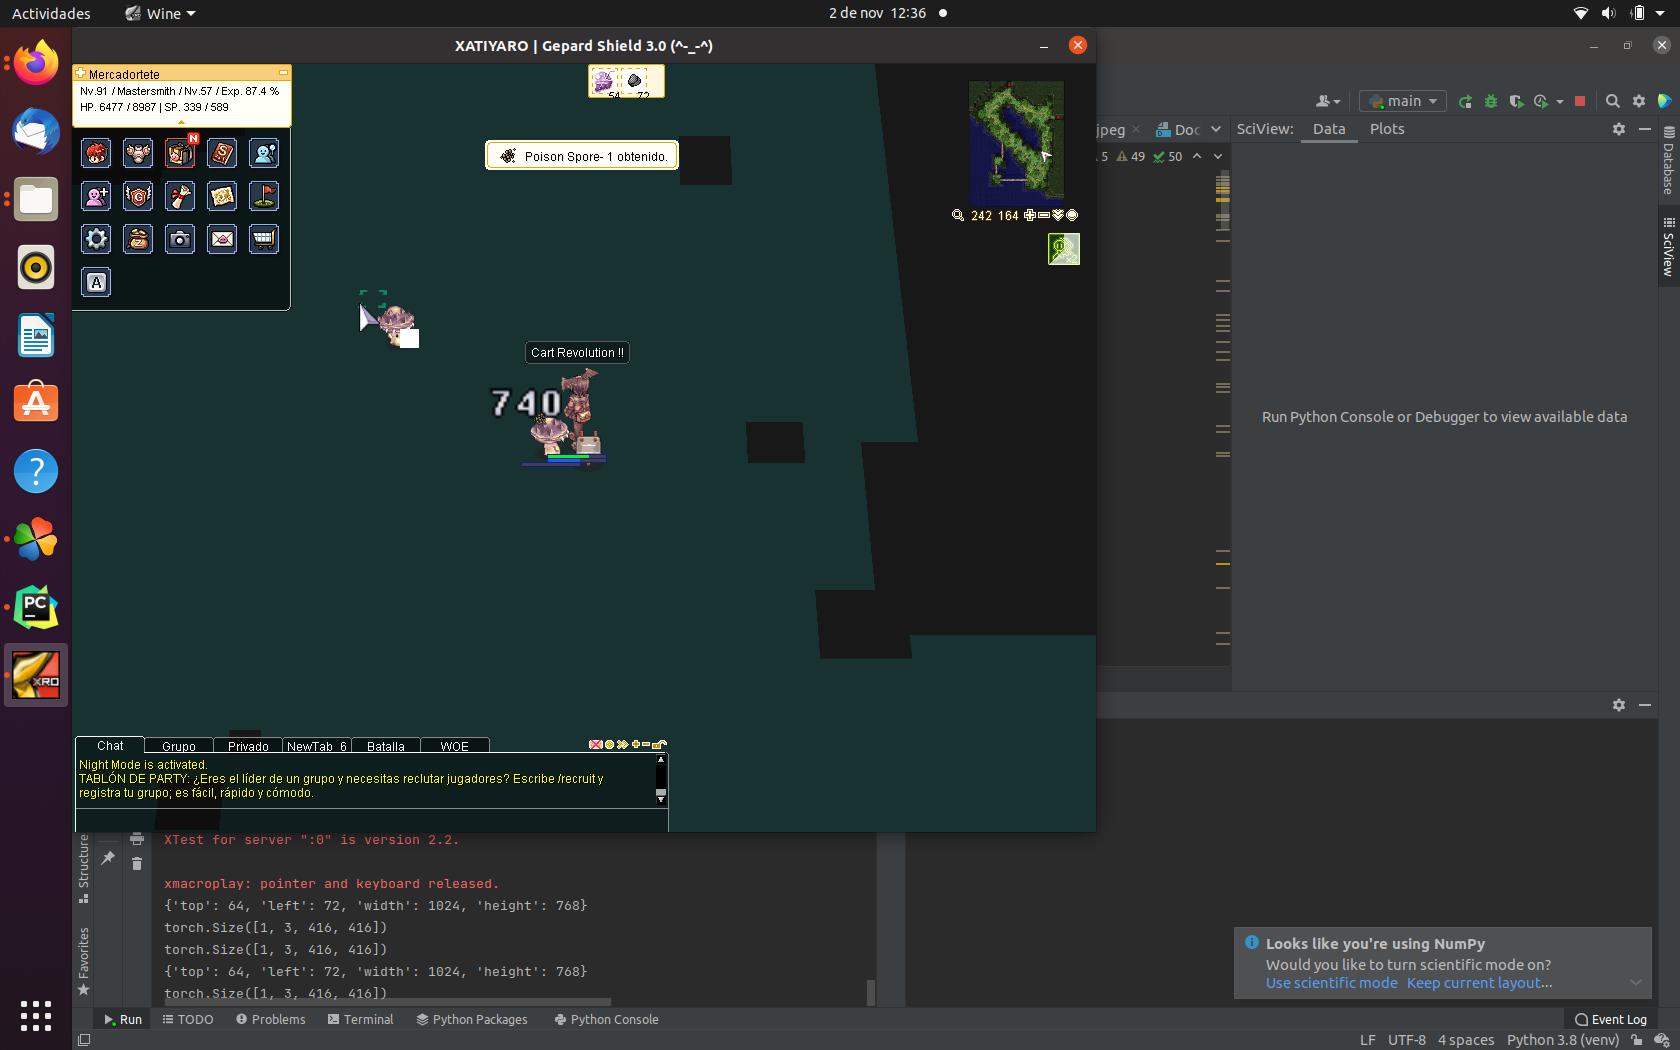 Actividades
Wine
2 de nov 12:36
XATIYARO | Gepard Shield 3.0 (^-_-^)
Mercadortete
Nv.91 / Mastersmith / Nv.57 / Exp. 87.4 %
HP. 6477 / 8987 | SP. 339 / 589
N
A
54 72
Poison Spore- 1 obtenido.
242 164
Cart Revolution !!
740
Chat
Grupo
Privado
NewTab_6
Batalla
WOE
Night Mode is activated.
TABLÓN DE PARTY: ¿Eres el líder de un grupo y necesitas reclutar jugadores? Escribe /recruit y
registra tu grupo; es fácil, rápido y cómodo.
main
jpeg
Doc
SciView:
Data
Plots
5 49 50
Database
SciView
Run Python Console or Debugger to view available data
PC
XRO
Structure
Favorites
XTest for server ":0" is version 2.2.
xmacroplay: pointer and keyboard released.
{'top': 64, 'left': 72, 'width': 1024, 'height': 768}
torch.Size([1, 3, 416, 416])
torch.Size([1, 3, 416, 416])
{'top': 64, 'left': 72, 'width': 1024, 'height': 768}
torch.Size([1, 3, 416, 416])
Looks like you're using NumPy
Would you like to turn scientific mode on?
Use scientific mode Keep current layout...
Run
TODO
Problems
Terminal
Python Packages
Python Console
Event Log
LF UTF-8 4 spaces Python 3.8 (venv)